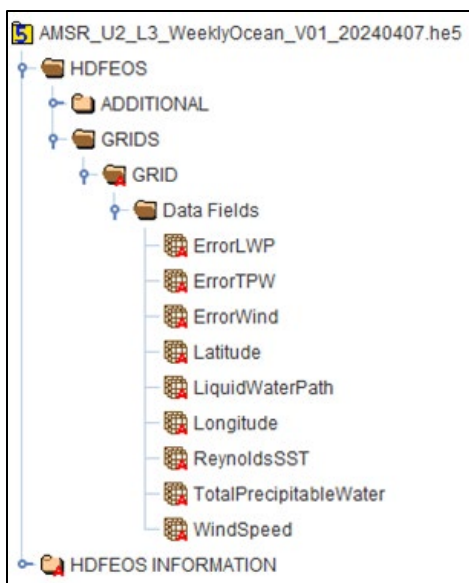 AMSR_U2_L3_WeeklyOcean_V01_20240407.he5
HDFEOS
ADDITIONAL
GRIDS
GRID
Data Fields
ErrorLWP
ErrorTPW
ErrorWind
Latitude
LiquidWaterPath
Longitude
ReynoldsSST
TotalPrecipitableWater
WindSpeed
HDFEOS INFORMATION